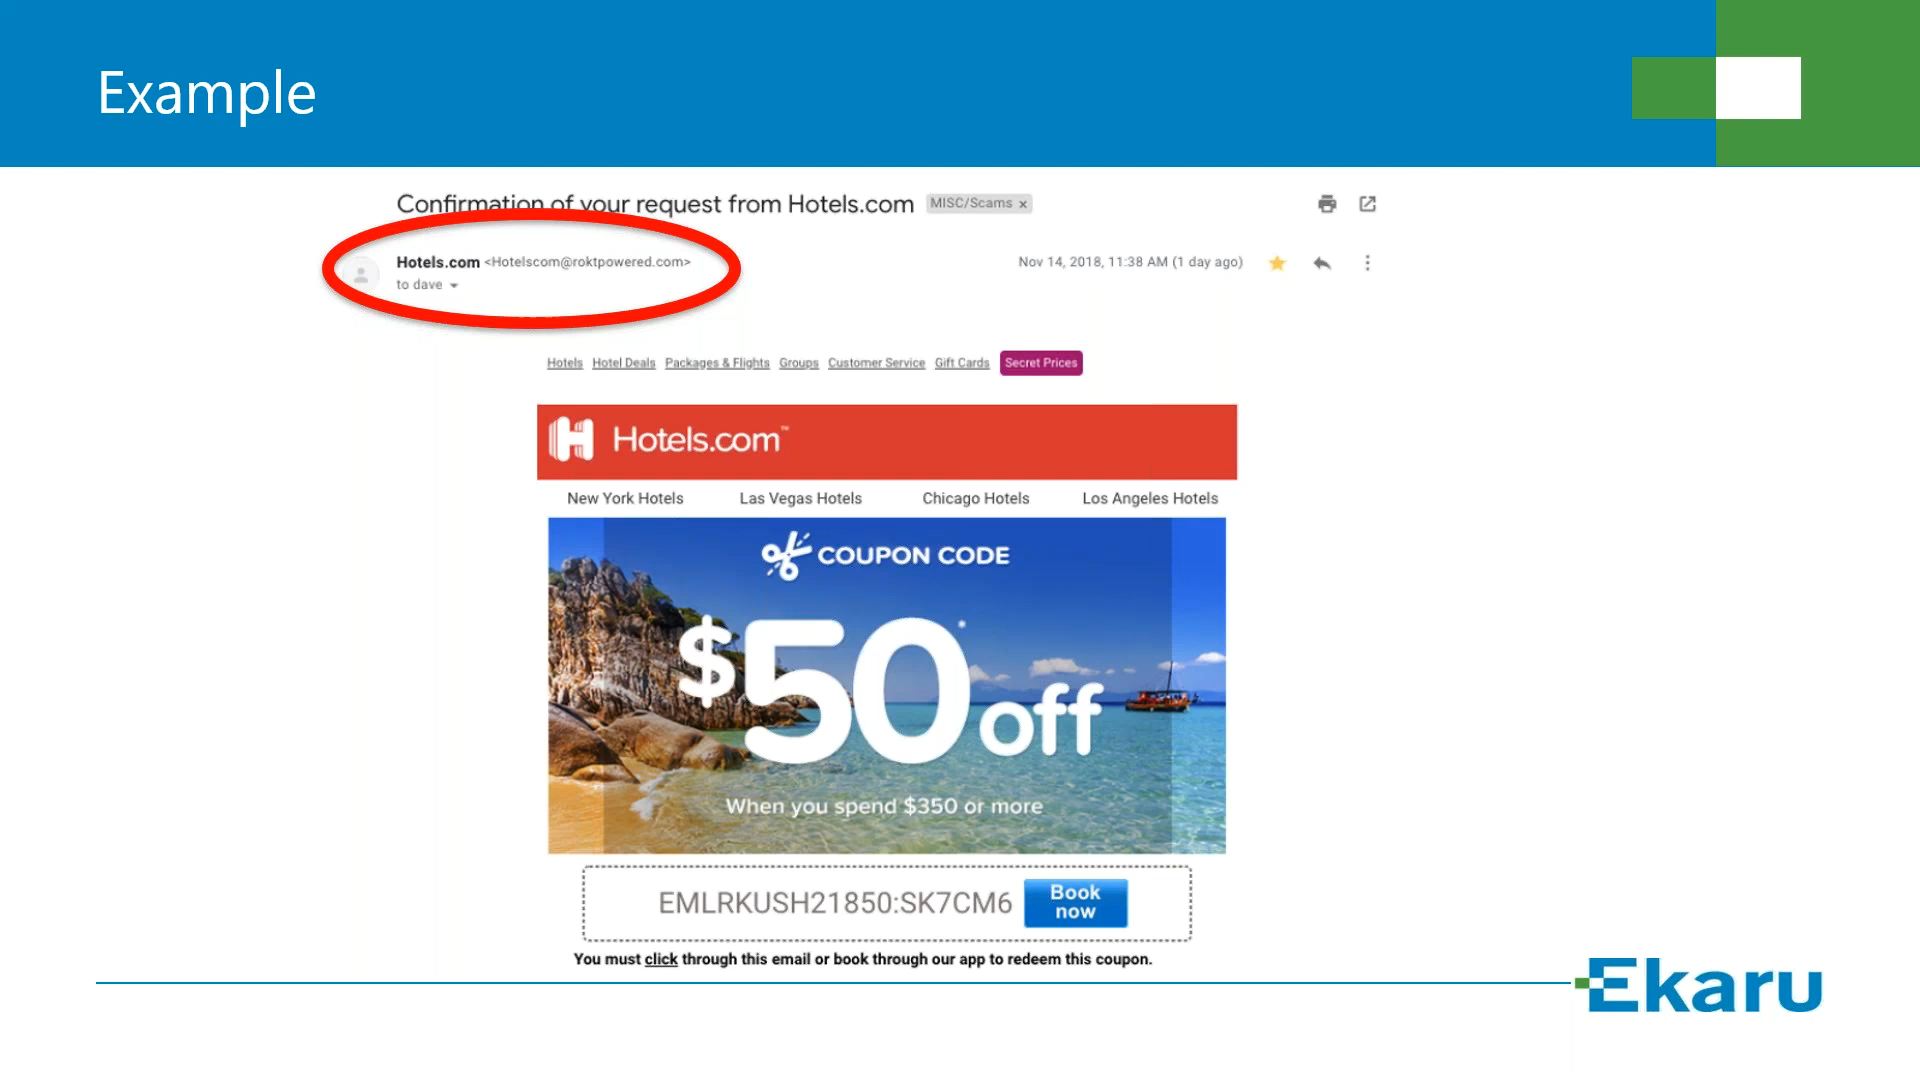 Example
Confirmation of your request from Hotels.com MISC/Scams x
Hotels.com <Hotelscom@roktpowered.com> Nov 14, 2018, 11:38 AM (1 day ago)
to dave
Hotels Hotel Deals Packages & Flights Groups Customer Service Gift Cards Secret Prices
Hotels.com™
New York Hotels Las Vegas Hotels Chicago Hotels Los Angeles Hotels
COUPON CODE
$50* off
When you spend $350 or more
EMLRKUSH21850:SK7CM6 Book now
You must click through this email or book through our app to redeem this coupon.
Ekaru